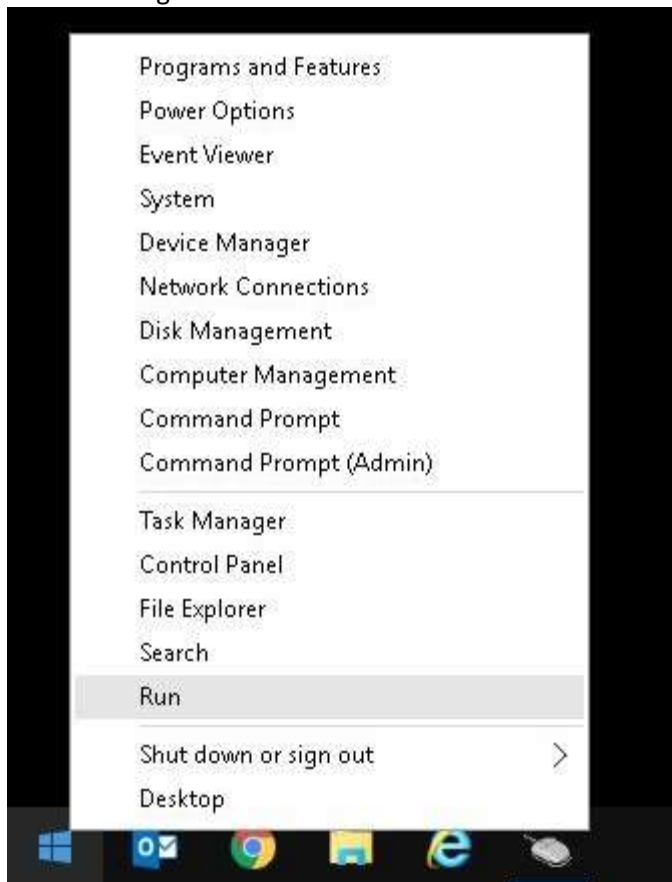 Programs and Features
Power Options
Event Viewer
System
Device Manager
Network Connections
Disk Management
Computer Management
Command Prompt
Command Prompt (Admin)
Task Manager
Control Panel
File Explorer
Search
Run
Shut down or sign out
Desktop